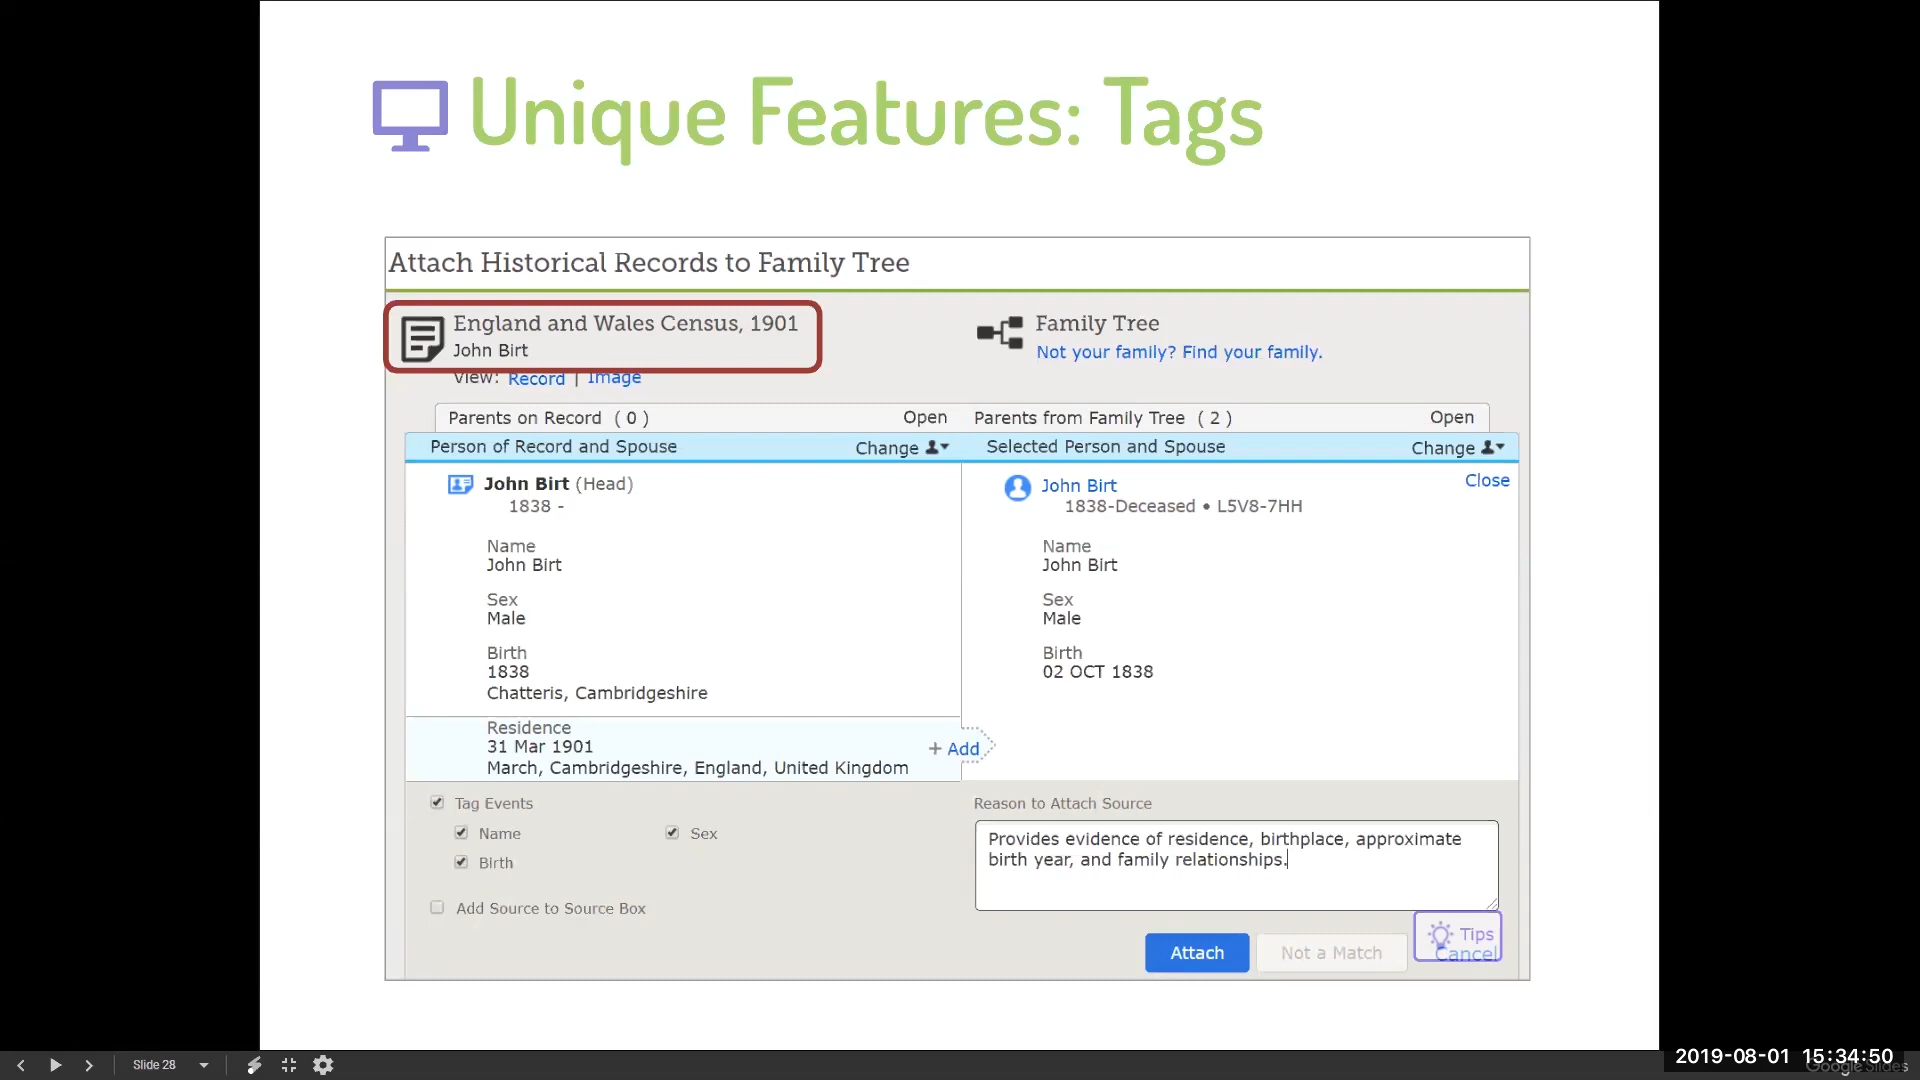 Unique Features: Tags
Attach Historical Records to Family Tree
England and Wales Census, 1901
John Birt
View: Record | Image
Family Tree
Not your family? Find your family.
Parents on Record ( 0 ) Open
Parents from Family Tree ( 2 ) Open
Person of Record and Spouse Change
Selected Person and Spouse Change
John Birt (Head)
1838 -
Name
John Birt
Sex
Male
Birth
1838
Chatteris, Cambridgeshire
Residence
31 Mar 1901
March, Cambridgeshire, England, United Kingdom
+ Add
Close
John Birt
1838-Deceased • L5V8-7HH
Name
John Birt
Sex
Male
Birth
02 OCT 1838
Tag Events
Name Sex
Birth
Add Source to Source Box
Reason to Attach Source
Provides evidence of residence, birthplace, approximate
birth year, and family relationships.
Attach
Not a Match
Tips
Cancel
Slide 28
2019-08-01 15:34:50
Google Slides